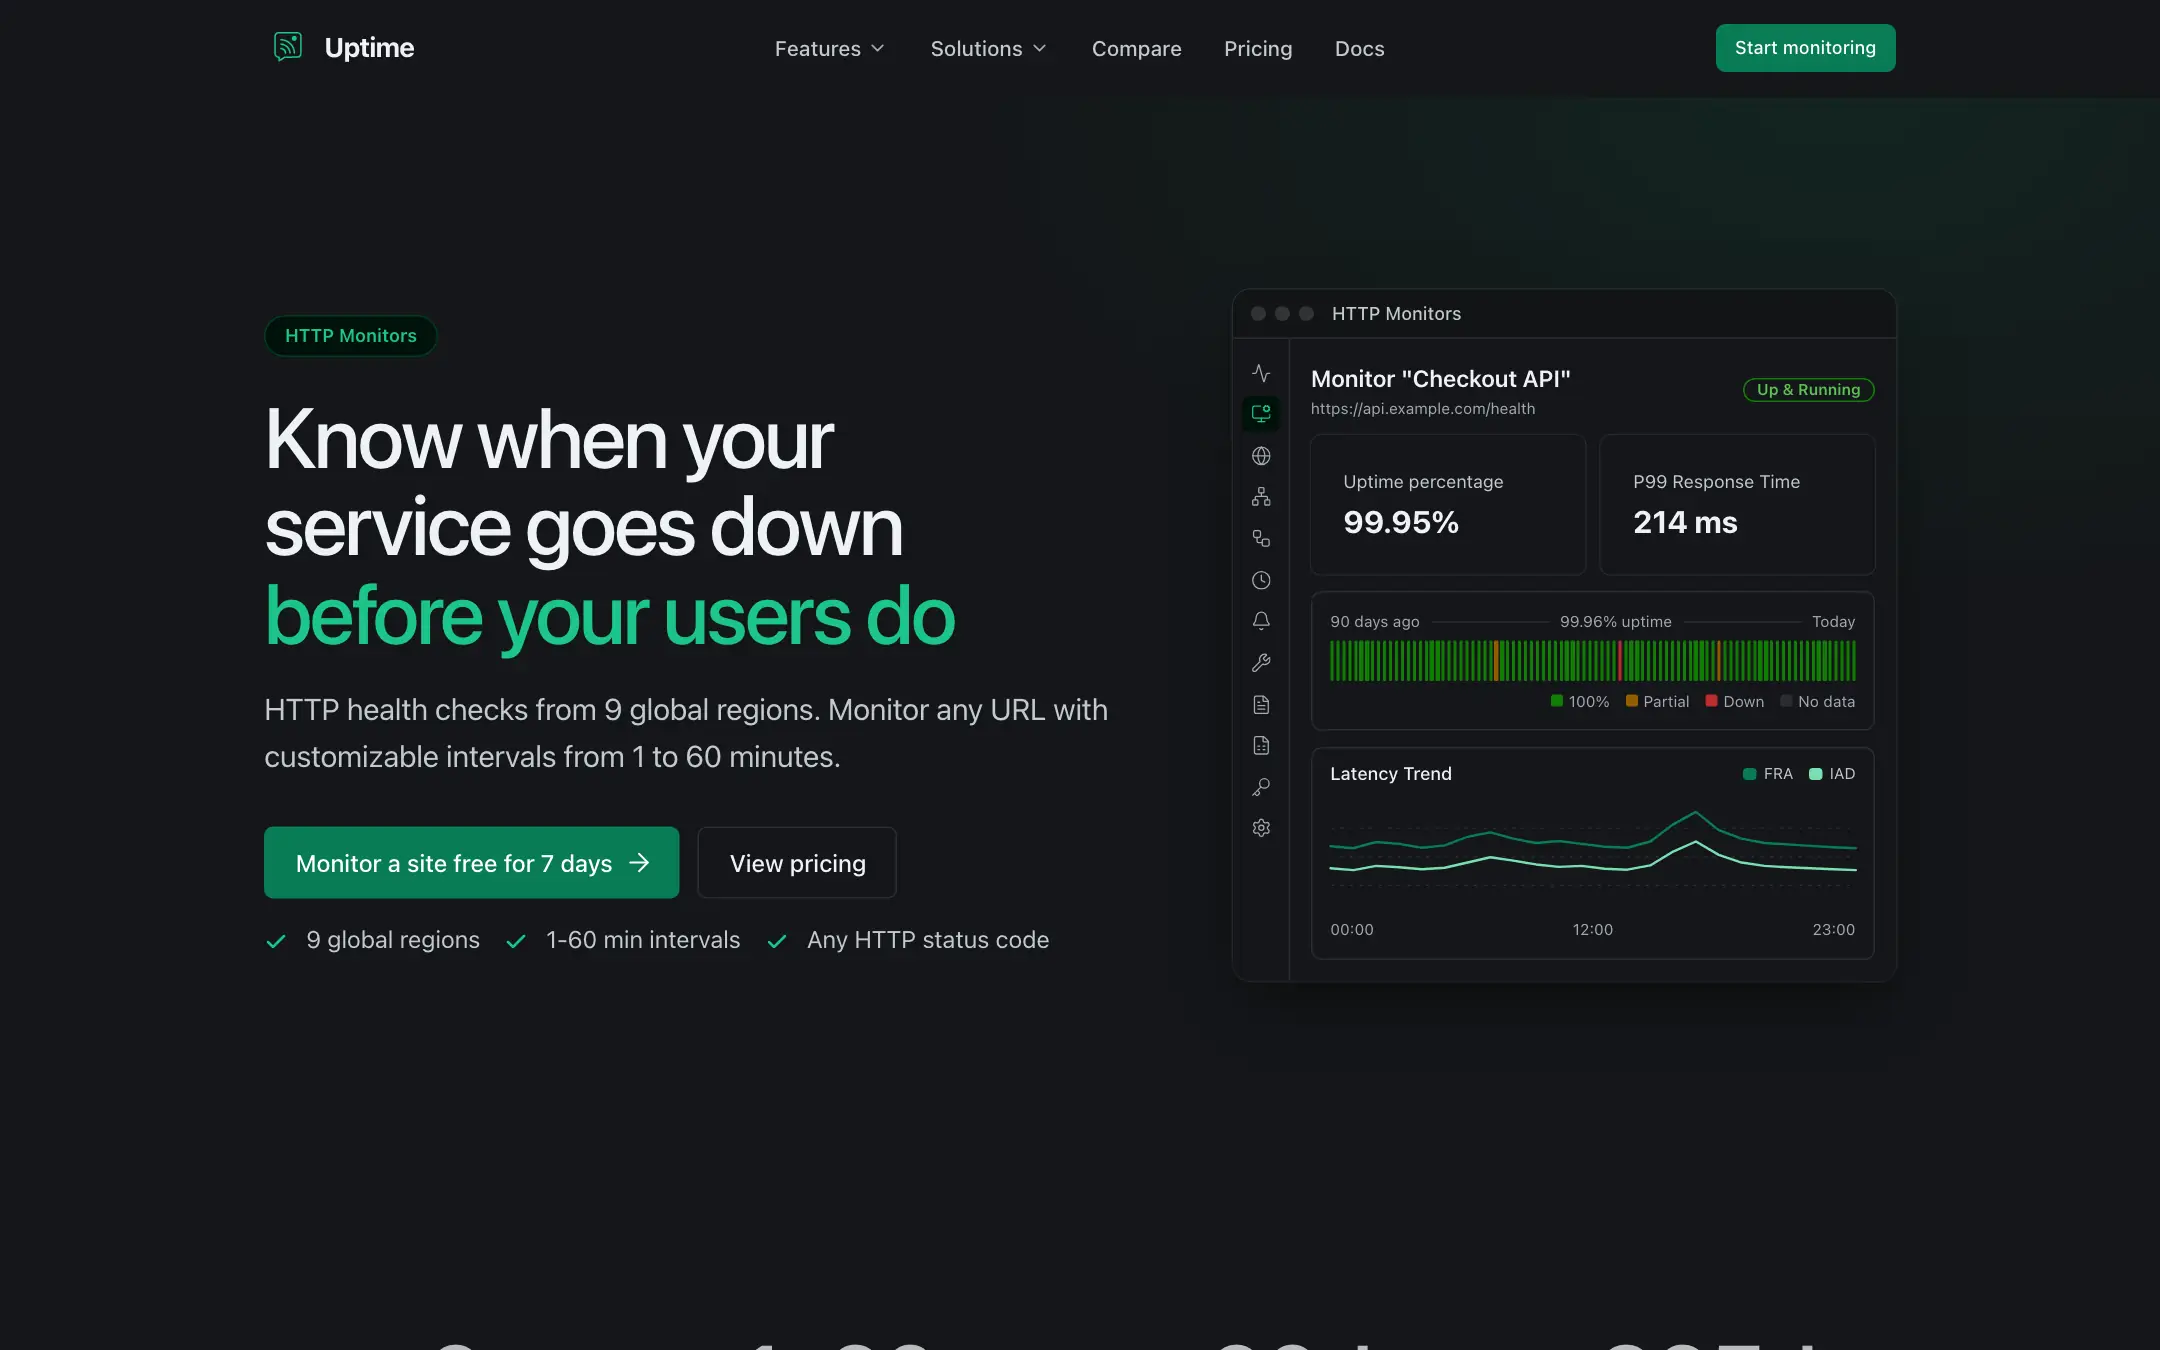 Uptime
Features
Solutions
Compare
Pricing
Docs
Start monitoring
HTTP Monitors
Know when your
service goes down
before your users do
HTTP health checks from 9 global regions. Monitor any URL with
customizable intervals from 1 to 60 minutes.
Monitor a site free for 7 days
View pricing
9 global regions
1-60 min intervals
Any HTTP status code
HTTP Monitors
Monitor "Checkout API"
https://api.example.com/health
Up & Running
Uptime percentage
99.95%
P99 Response Time
214 ms
90 days ago
99.96% uptime
Today
100%
Partial
Down
No data
Latency Trend
FRA
IAD
00:00
12:00
23:00